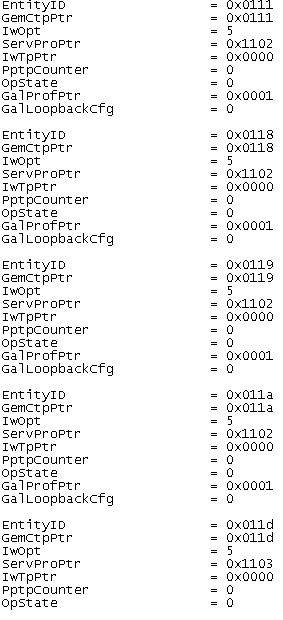 EntityID = 0x0111
GemCtpPtr = 0x0111
IwOpt = 5
ServProPtr = 0x1102
IwTpPtr = 0x0000
PptpCounter = 0
OpState = 0
GalProfPtr = 0x0001
GalLoopbackCfg = 0
EntityID = 0x0118
GemCtpPtr = 0x0118
IwOpt = 5
ServProPtr = 0x1102
IwTpPtr = 0x0000
PptpCounter = 0
OpState = 0
GalProfPtr = 0x0001
GalLoopbackCfg = 0
EntityID = 0x0119
GemCtpPtr = 0x0119
IwOpt = 5
ServProPtr = 0x1102
IwTpPtr = 0x0000
PptpCounter = 0
OpState = 0
GalProfPtr = 0x0001
GalLoopbackCfg = 0
EntityID = 0x011a
GemCtpPtr = 0x011a
IwOpt = 5
ServProPtr = 0x1102
IwTpPtr = 0x0000
PptpCounter = 0
OpState = 0
GalProfPtr = 0x0001
GalLoopbackCfg = 0
EntityID = 0x011d
GemCtpPtr = 0x011d
IwOpt = 5
ServProPtr = 0x1103
IwTpPtr = 0x0000
PptpCounter = 0
OpState = 0